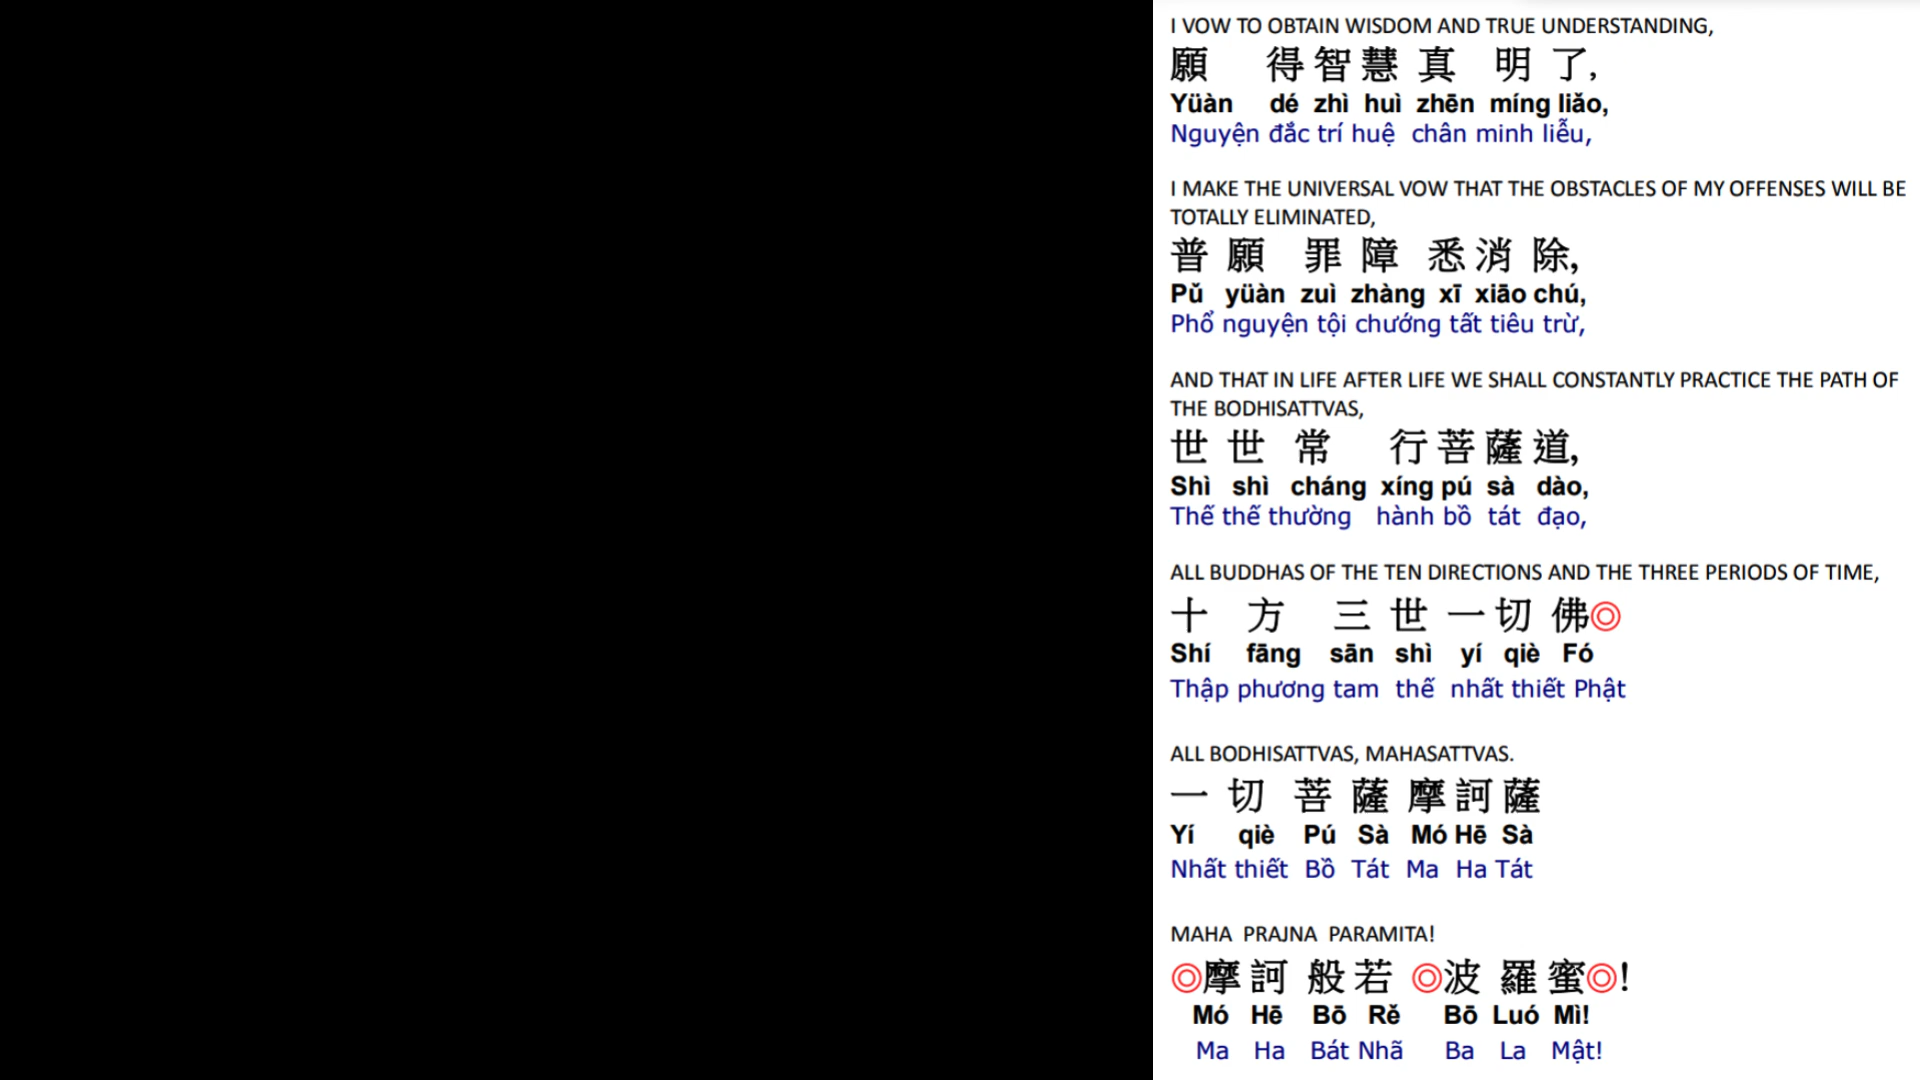 I VOW TO OBTAIN WISDOM AND TRUE UNDERSTANDING,
願 得智慧 真 明 了,
Yüàn dé zhì huì zhēn míng liǎo,
Nguyện đắc trí huệ chân minh liễu,
I MAKE THE UNIVERSAL VOW THAT THE OBSTACLES OF MY OFFENSES WILL BE
TOTALLY ELIMINATED,
普 願 罪 障 悉 消 除,
Pǔ yüàn zuì zhàng xī xiāo chú,
Phổ nguyện tội chướng tất tiêu trừ,
AND THAT IN LIFE AFTER LIFE WE SHALL CONSTANTLY PRACTICE THE PATH OF
THE BODHISATTVAS,
世 世 常 行 菩 薩 道,
Shì shì cháng xíng pú sà dào,
Thế thế thường hành bồ tát đạo,
ALL BUDDHAS OF THE TEN DIRECTIONS AND THE THREE PERIODS OF TIME,
十 方 三 世 一 切 佛◎
Shí fāng sān shì yí qiè Fó
Thập phương tam thế nhất thiết Phật
ALL BODHISATTVAS, MAHASATTVAS.
一 切 菩 薩 摩 訶 薩
Yí qiè Pú Sà Mó Hē Sà
Nhất thiết Bồ Tát Ma Ha Tát
MAHA PRAJNA PARAMITA!
◎摩 訶 般 若 ◎波 羅 蜜◎!
Mó Hē Bō Rě Bō Luó Mì!
Ma Ha Bát Nhã Ba La Mật!